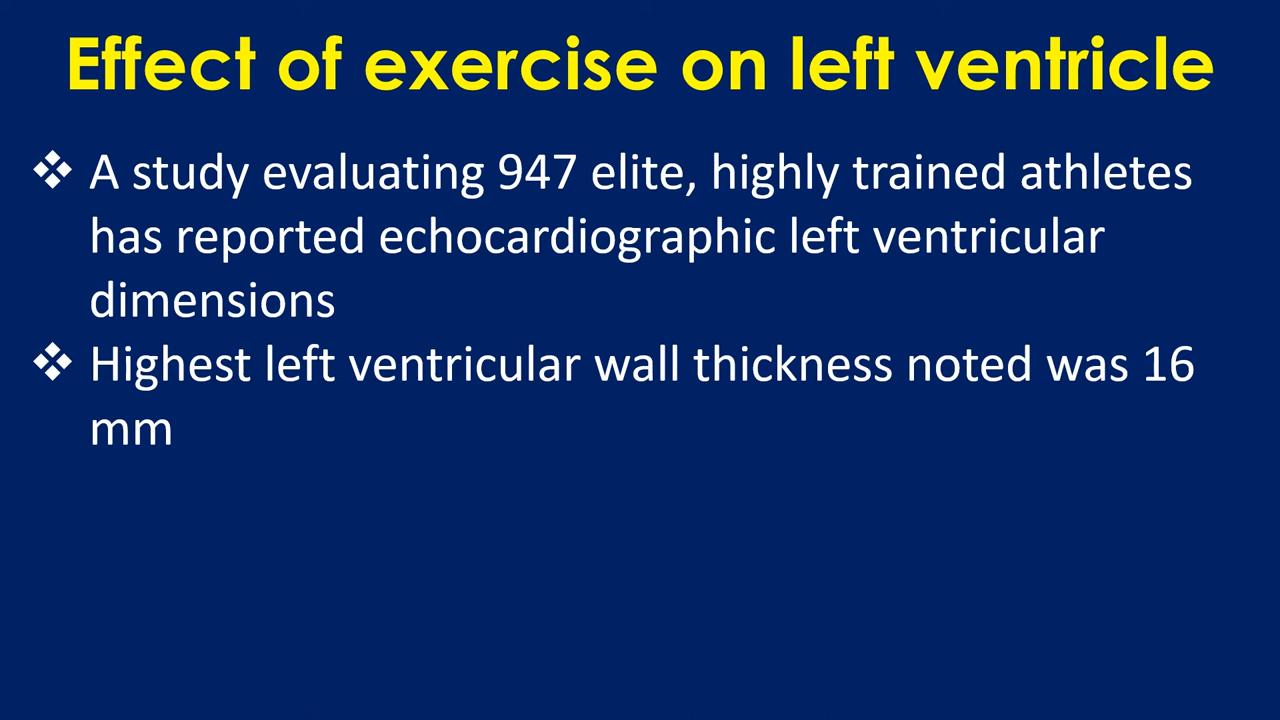 Effect of exercise on left ventricle
❖ A study evaluating 947 elite, highly trained athletes
has reported echocardiographic left ventricular
dimensions
❖ Highest left ventricular wall thickness noted was 16
mm